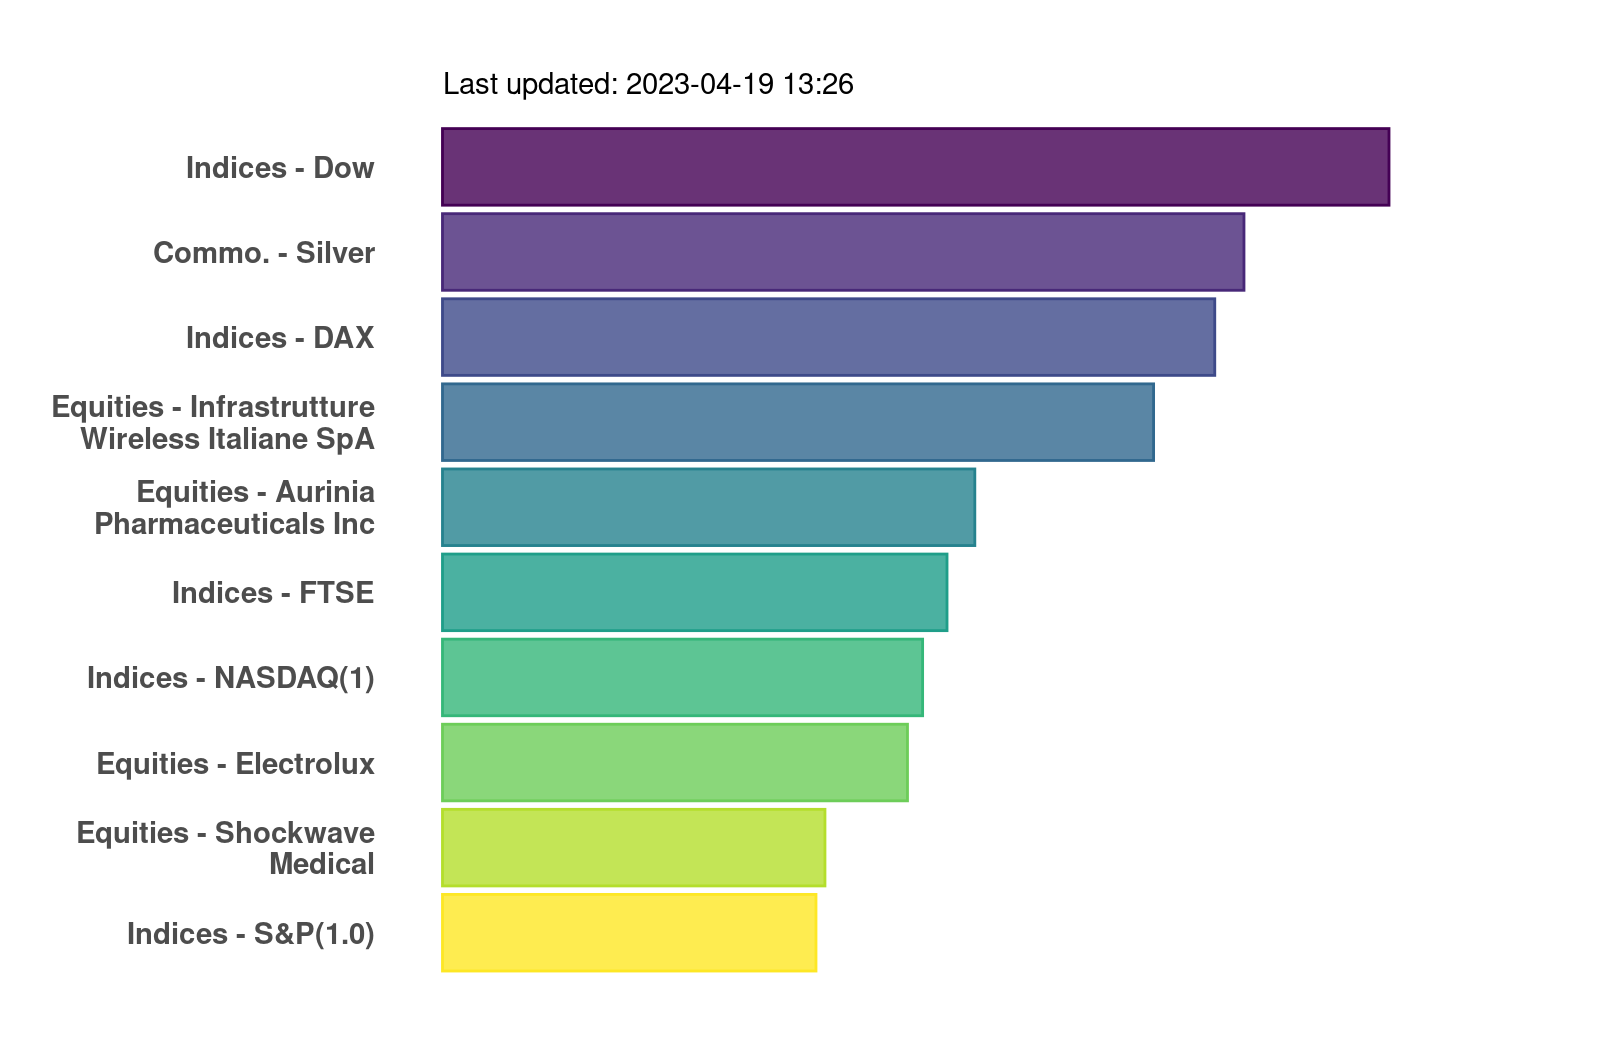 Last updated: 2023-04-19 13:26
Indices - Dow
Commo. - Silver
Indices - DAX
Equities - Infrastrutture
Wireless Italiane SpA
Equities - Aurinia
Pharmaceuticals Inc
Indices - FTSE
Indices - NASDAQ(1)
Equities - Electrolux
Equities - Shockwave
Medical
Indices - S&P(1.0)